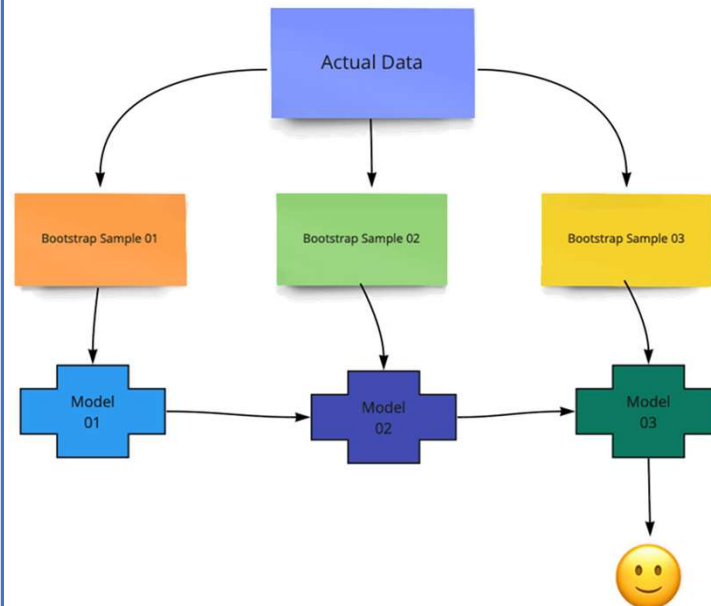 Actual Data
Bootstrap Sample 01
Bootstrap Sample 02
Bootstrap Sample 03
Model
01
Model
02
Model
03